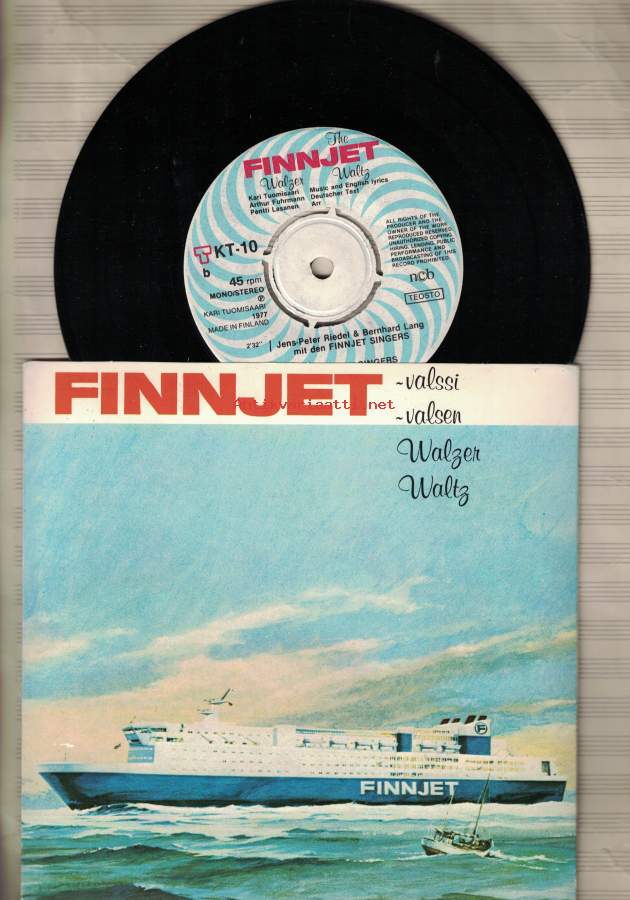 The
FINNJET
Walzer Waltz
Kari Tuomisaari Music and English lyrics
Arthur Fuhrmann Deutscher Text
Pentti Lasanen Arr
T KT-10
b
45 rpm
MONO/STEREO
P
KARI TUOMISAARI
1977
MADE IN FINLAND
ALL RIGHTS OF THE
PRODUCER AND THE
OWNER OF THE WORK
REPRODUCED RESERVED.
UNAUTHORIZED COPYING,
HIRING, LENDING, PUBLIC
PERFORMANCE AND
BROADCASTING OF THIS
RECORD PROHIBITED.
ncb
TEOSTO
2'32" Jens-Peter Riedel & Bernhard Lang
mit den FINNJET SINGERS
SINGERS
FINNJET ~valssi
antikvariaatti.net
~valsen
Walzer
Waltz
F
FINNJET